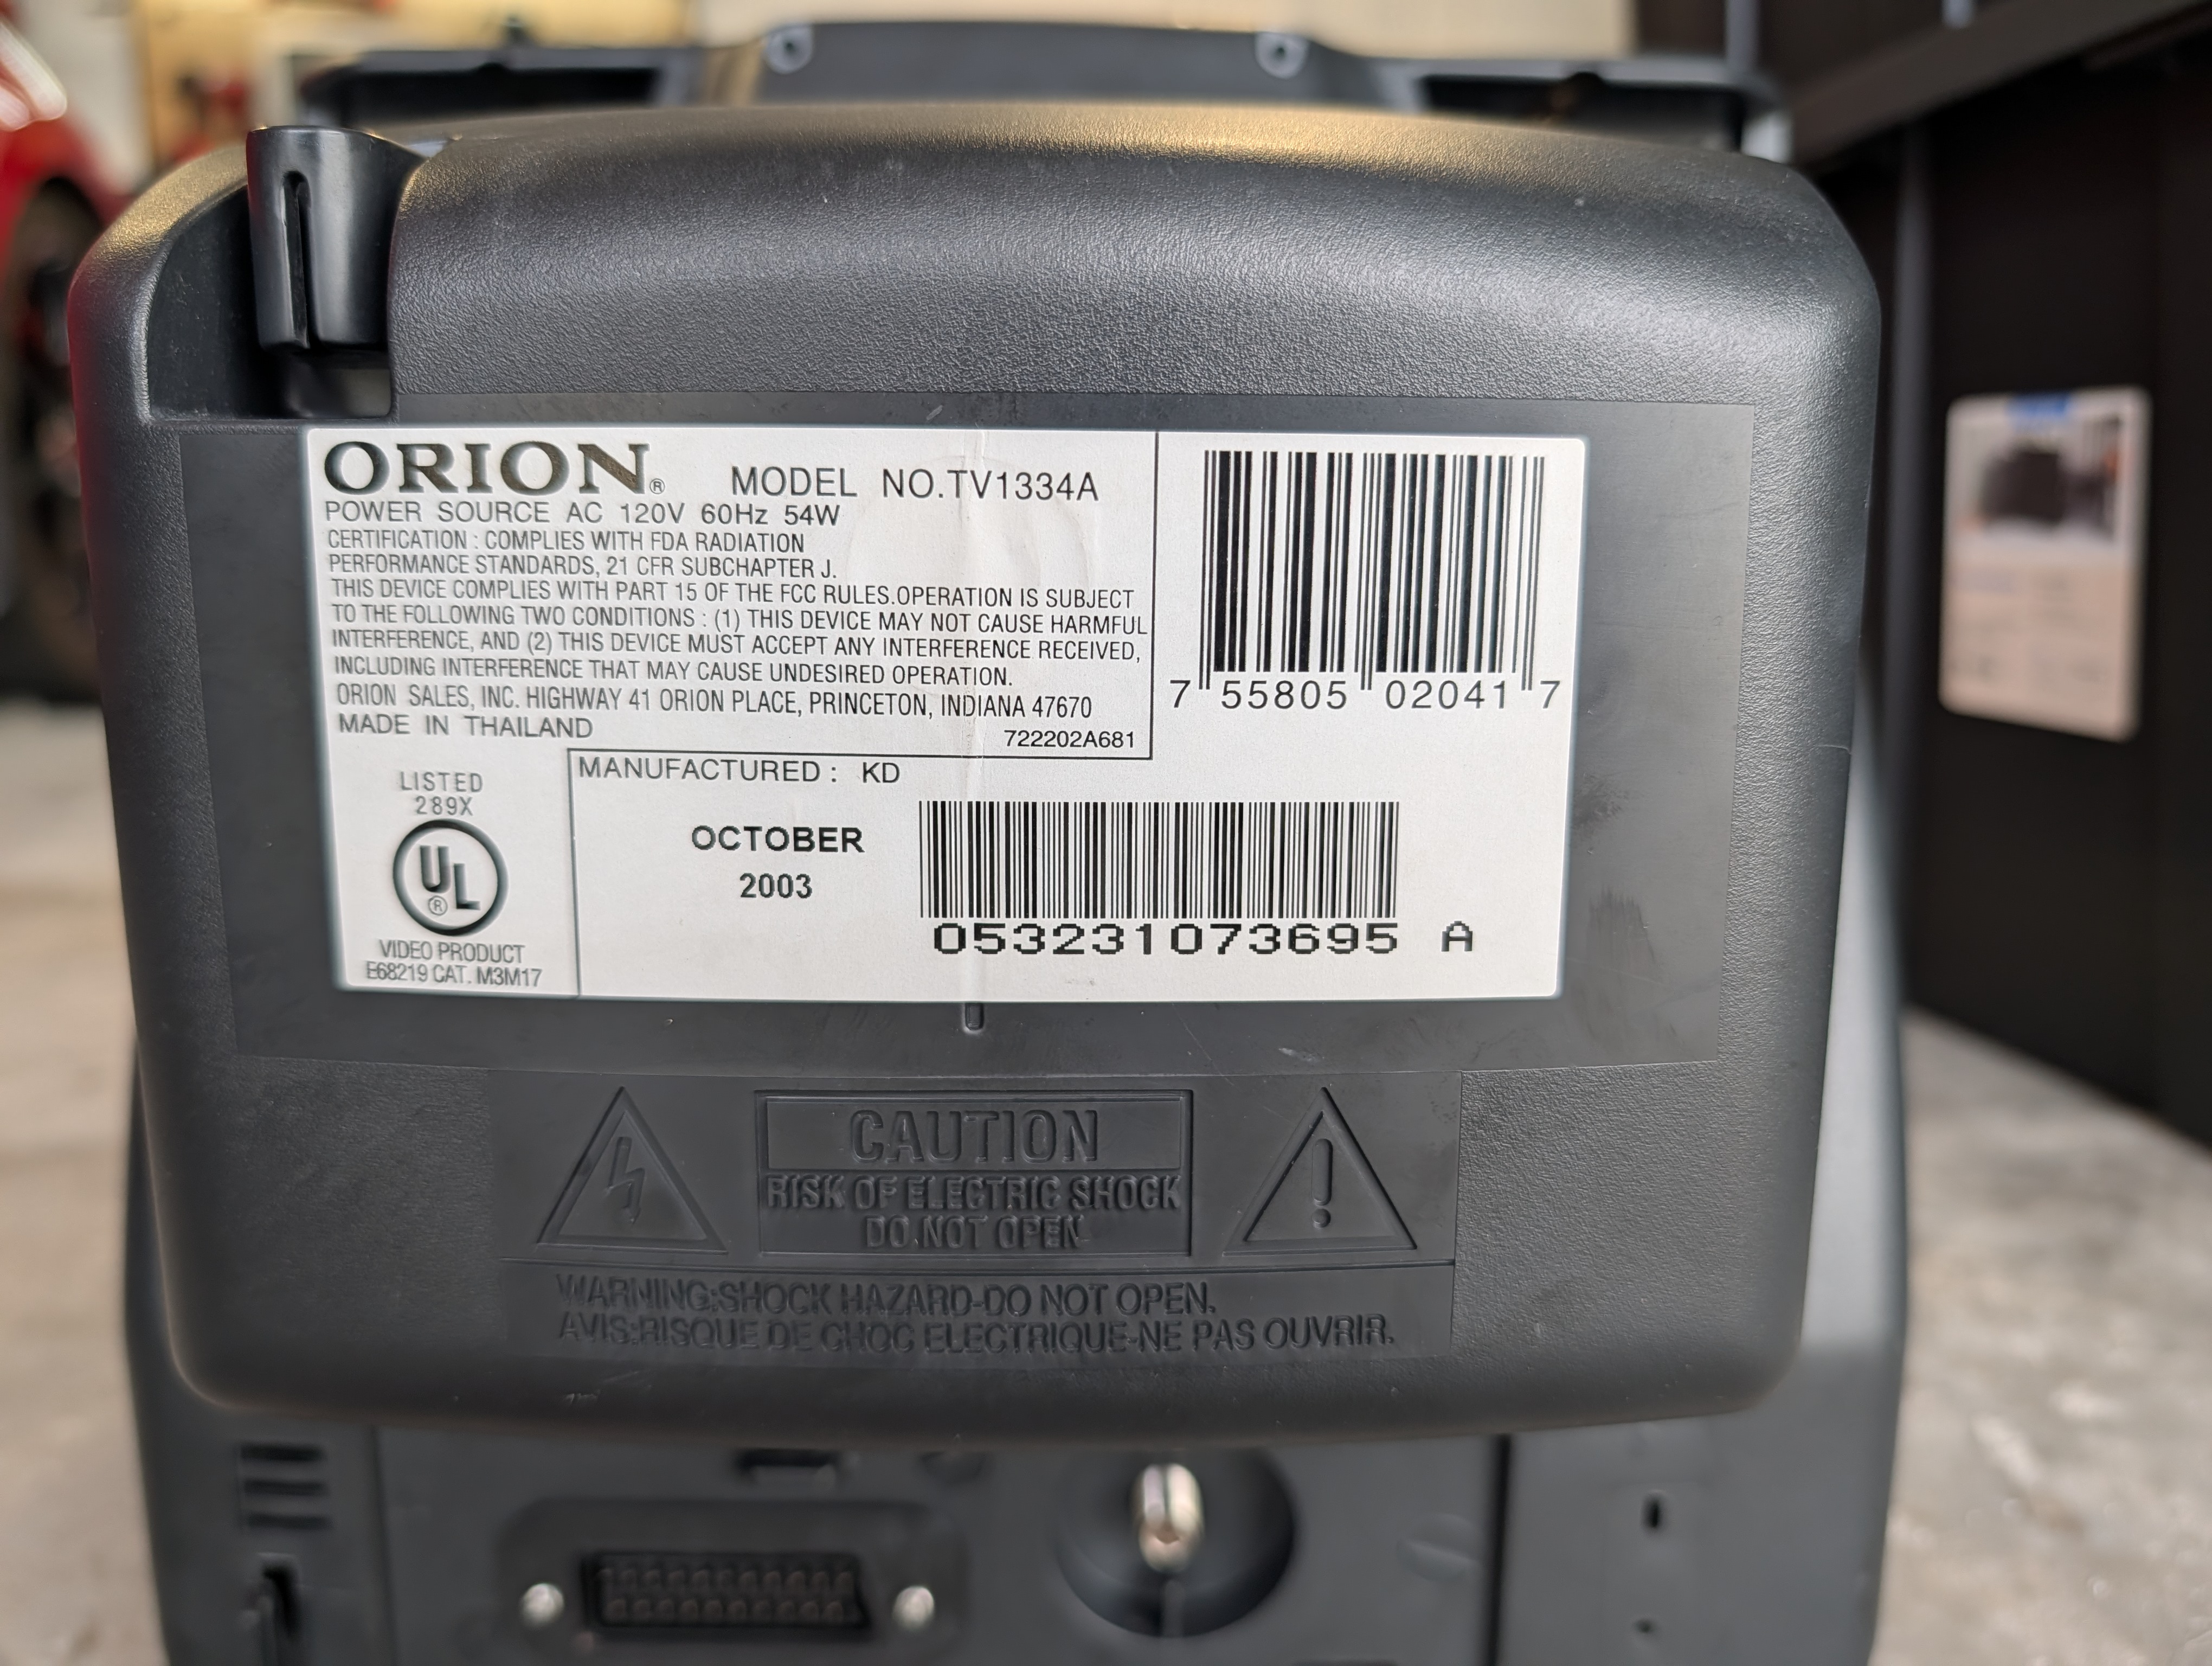 ORION® MODEL NO.TV1334A
POWER SOURCE AC 120V 60Hz 54W
CERTIFICATION : COMPLIES WITH FDA RADIATION
PERFORMANCE STANDARDS, 21 CFR SUBCHAPTER J.
THIS DEVICE COMPLIES WITH PART 15 OF THE FCC RULES.OPERATION IS SUBJECT
TO THE FOLLOWING TWO CONDITIONS : (1) THIS DEVICE MAY NOT CAUSE HARMFUL
INTERFERENCE, AND (2) THIS DEVICE MUST ACCEPT ANY INTERFERENCE RECEIVED,
INCLUDING INTERFERENCE THAT MAY CAUSE UNDESIRED OPERATION.
ORION SALES, INC. HIGHWAY 41 ORION PLACE, PRINCETON, INDIANA 47670
MADE IN THAILAND
722202A681
7 55805 02041 7
LISTED
289X
UL®
VIDEO PRODUCT
E68219 CAT. M3M17
MANUFACTURED : KD
OCTOBER
2003
053231073695 A
CAUTION
RISK OF ELECTRIC SHOCK
DO NOT OPEN
WARNING:SHOCK HAZARD-DO NOT OPEN.
AVIS:RISQUE DE CHOC ELECTRIQUE-NE PAS OUVRIR.